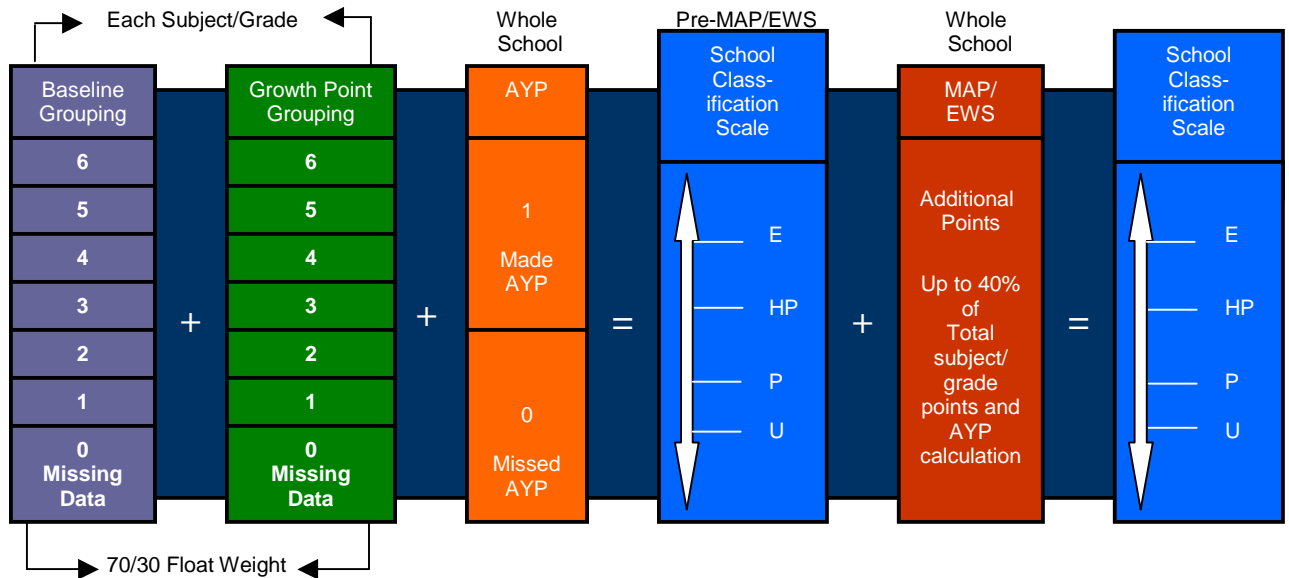 Each Subject/Grade
Baseline
Grouping
6
5
4
3
2
1
0
Missing
Data
+
Growth Point
Grouping
6
5
4
3
2
1
0
Missing
Data
70/30 Float Weight
+
Whole
School
AYP
1
Made
AYP
0
Missed
AYP
=
Pre-MAP/EWS
School
Class-
ification
Scale
E
HP
P
U
+
Whole
School
MAP/
EWS
Additional
Points
Up to 40%
of
Total
subject/
grade
points and
AYP
calculation
=
School
Class-
ification
Scale
E
HP
P
U